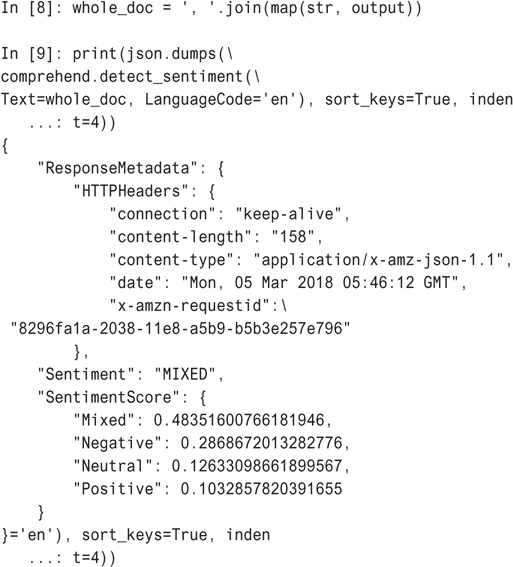 In [8]: whole_doc = ', '.join(map(str, output))

In [9]: print(json.dumps(\
comprehend.detect_sentiment(\
Text=whole_doc, LanguageCode='en'), sort_keys=True, inden
   ...: t=4))
{
    "ResponseMetadata": {
        "HTTPHeaders": {
            "connection": "keep-alive",
            "content-length": "158",
            "content-type": "application/x-amz-json-1.1",
            "date": "Mon, 05 Mar 2018 05:46:12 GMT",
            "x-amzn-requestid":\
 "8296fa1a-2038-11e8-a5b9-b5b3e257e796"
        },
    "Sentiment": "MIXED",
    "SentimentScore": {
        "Mixed": 0.48351600766181946,
        "Negative": 0.2868672013282776,
        "Neutral": 0.12633098661899567,
        "Positive": 0.1032857820391655
    }
}='en'), sort_keys=True, inden
   ...: t=4))